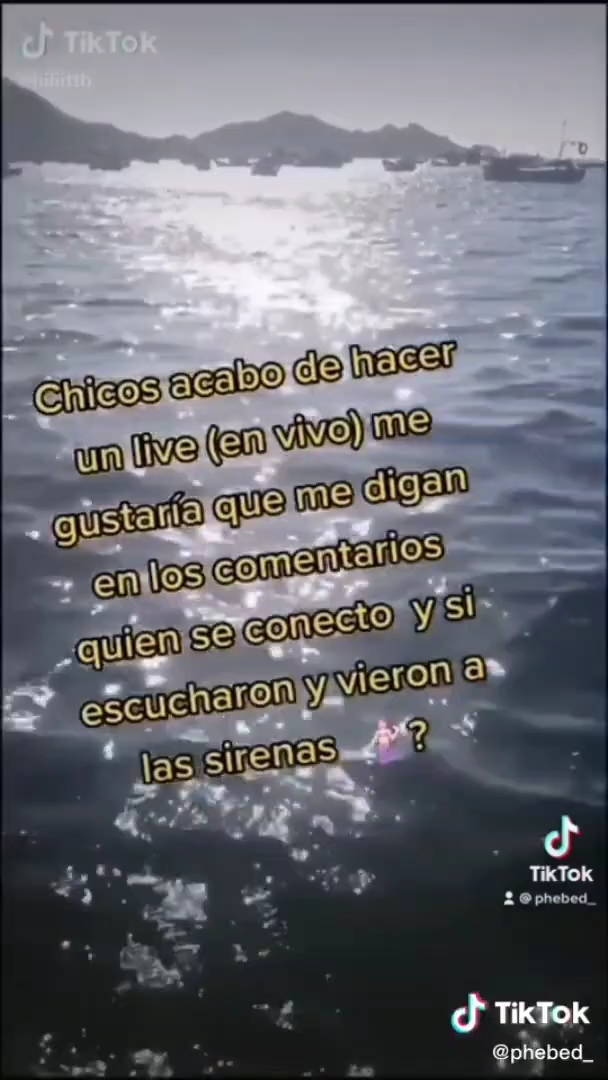 TikTok
Chicos acabo de hacer
un live (en vivo) me
gustaría que me digan
en los comentarios
quien se conecto y si
escucharon y vieron a
las sirenas 🧜‍♀️?
TikTok
@phebed_
TikTok
@phebed_